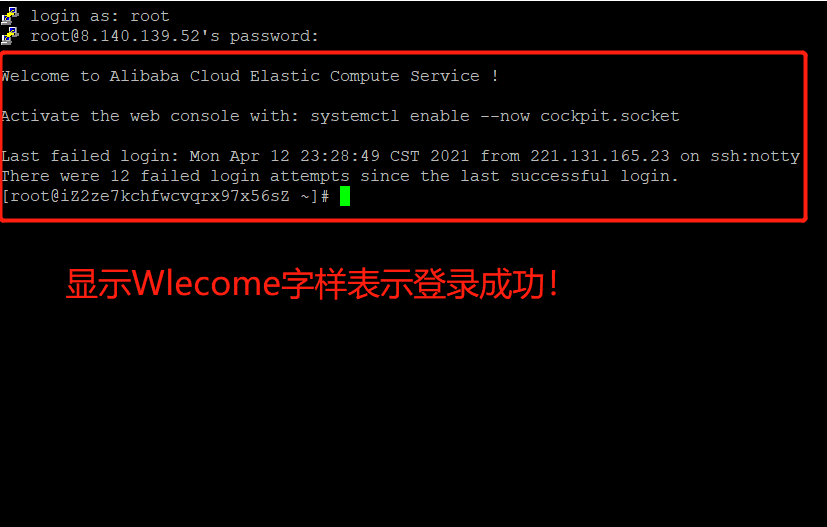 login as: root
root@8.140.139.52's password:
Welcome to Alibaba Cloud Elastic Compute Service !
Activate the web console with: systemctl enable --now cockpit.socket
Last failed login: Mon Apr 12 23:28:49 CST 2021 from 221.131.165.23 on ssh:notty
There were 12 failed login attempts since the last successful login.
[root@iZ2ze7kchfwcvqrx97x56sZ ~]#
显示Wlecome字样表示登录成功！